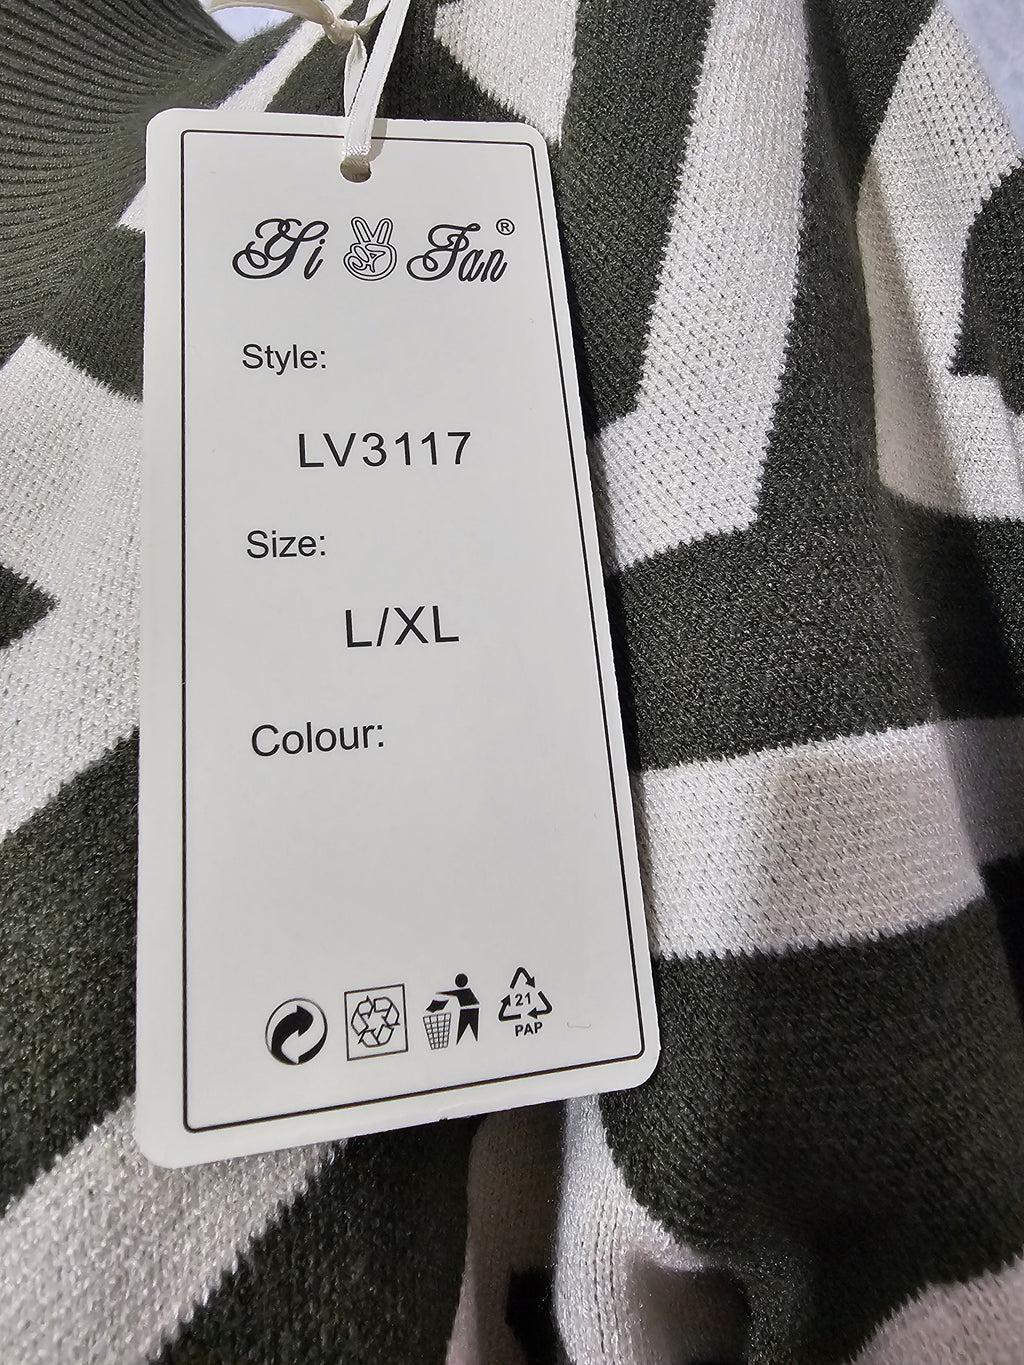 Yi Fan®
Style:
LV3117
Size:
L/XL
Colour:
21
PAP